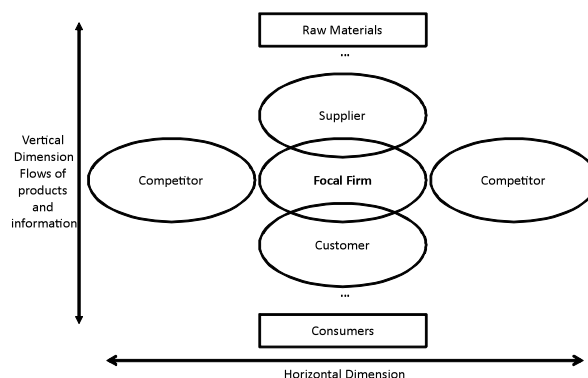 Raw Materials
...
Supplier
Vertical
Dimension
Flows of
products
and
information
Competitor
Focal Firm
Competitor
Customer
...
Consumers
Horizontal Dimension